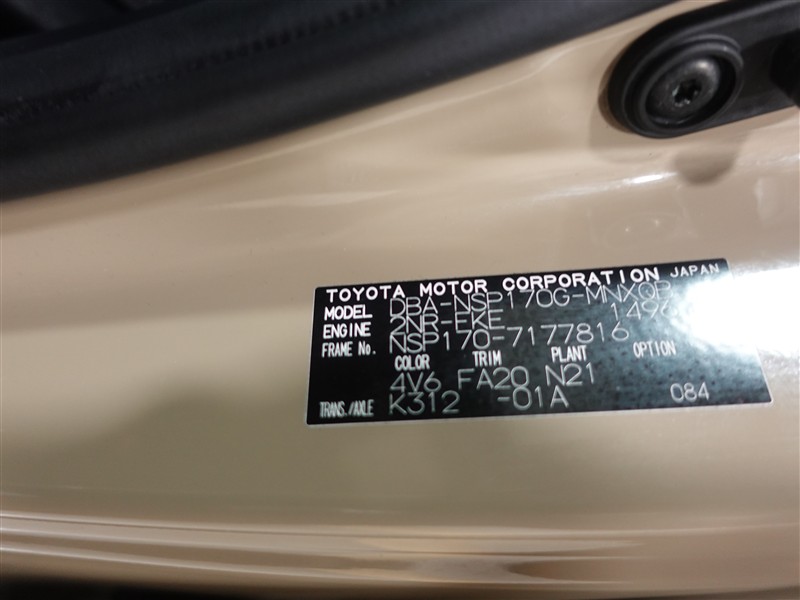 TOYOTA MOTOR CORPORATION JAPAN
MODEL DBA-NSP170G-MNXQB
ENGINE 2NR-FKE 1496
FRAME No. NSP170-7177816
COLOR TRIM PLANT OPTION
4V6 FA20 N21
TRANS./AXLE K312 -01A 084